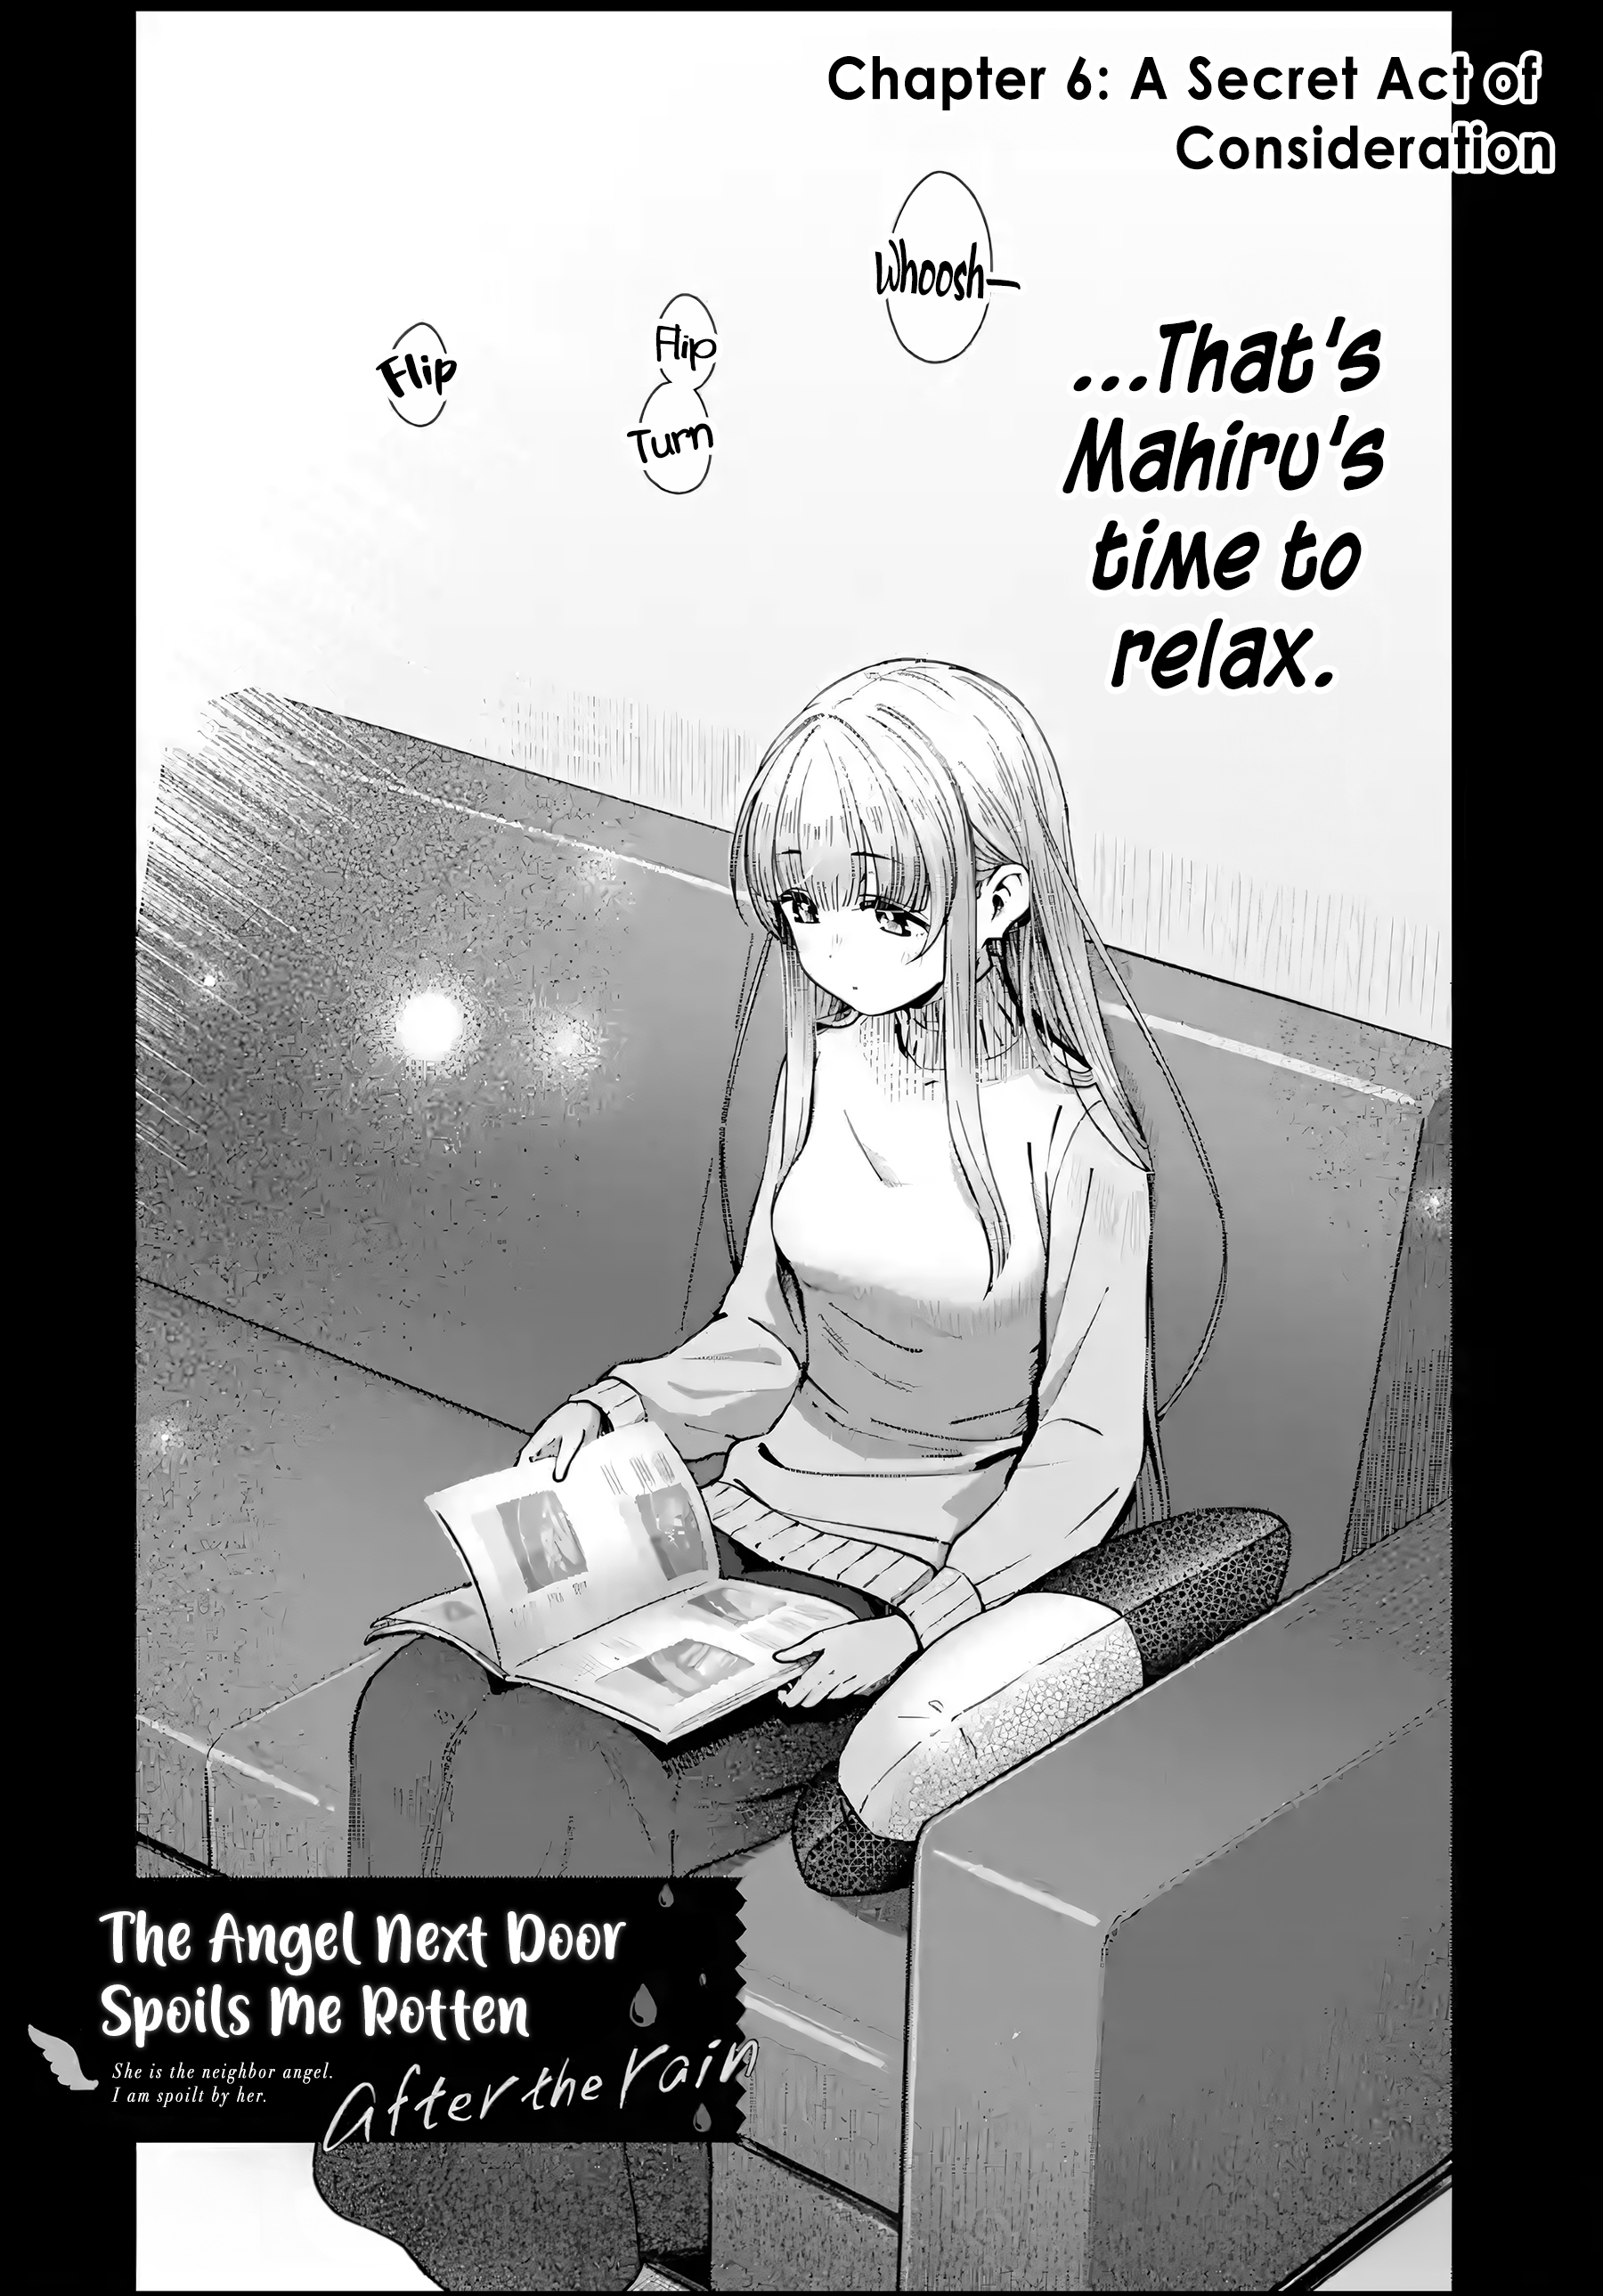 Chapter 6: A Secret Act of
Consideration
Whoosh—
...That's
Mahiru's
time to
relax.
Flip
Turn
Flip
The Angel Next Door
Spoils Me Rotten
She is the neighbor angel.
I am spoilt by her.
after the rain